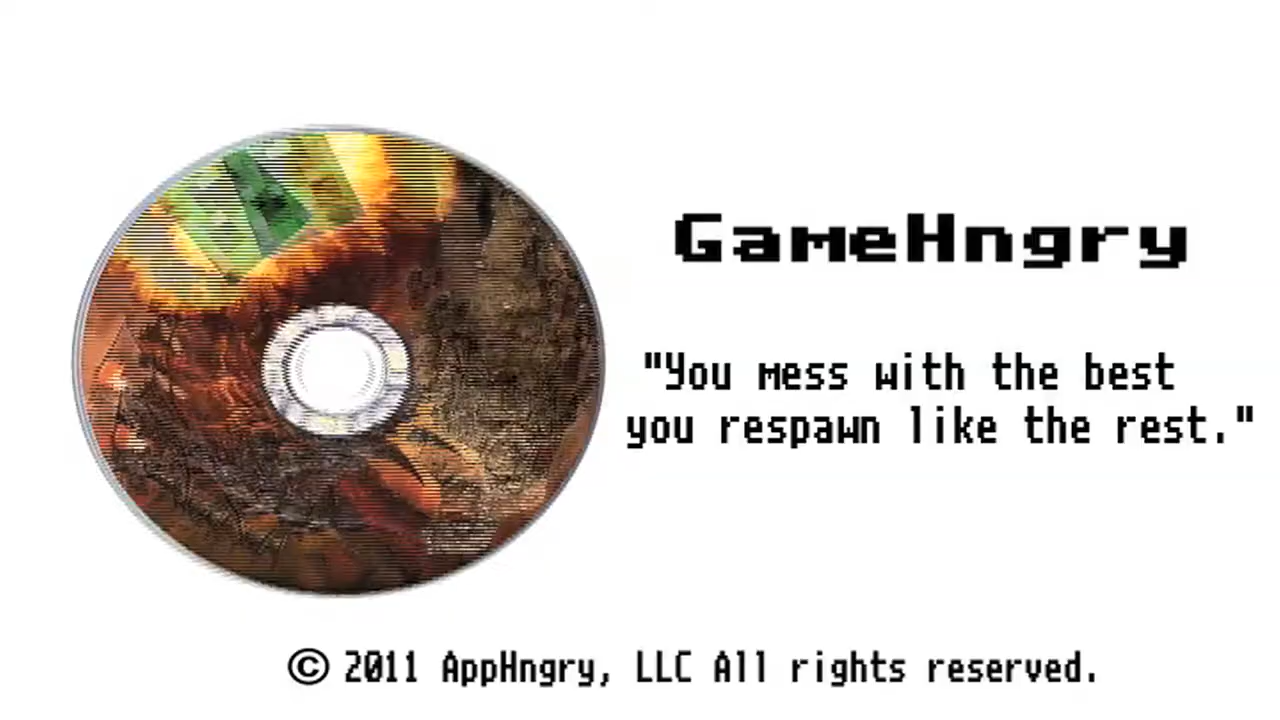 GameHngry
"You mess with the best
you respawn like the rest."
© 2011 AppHngry, LLC All rights reserved.